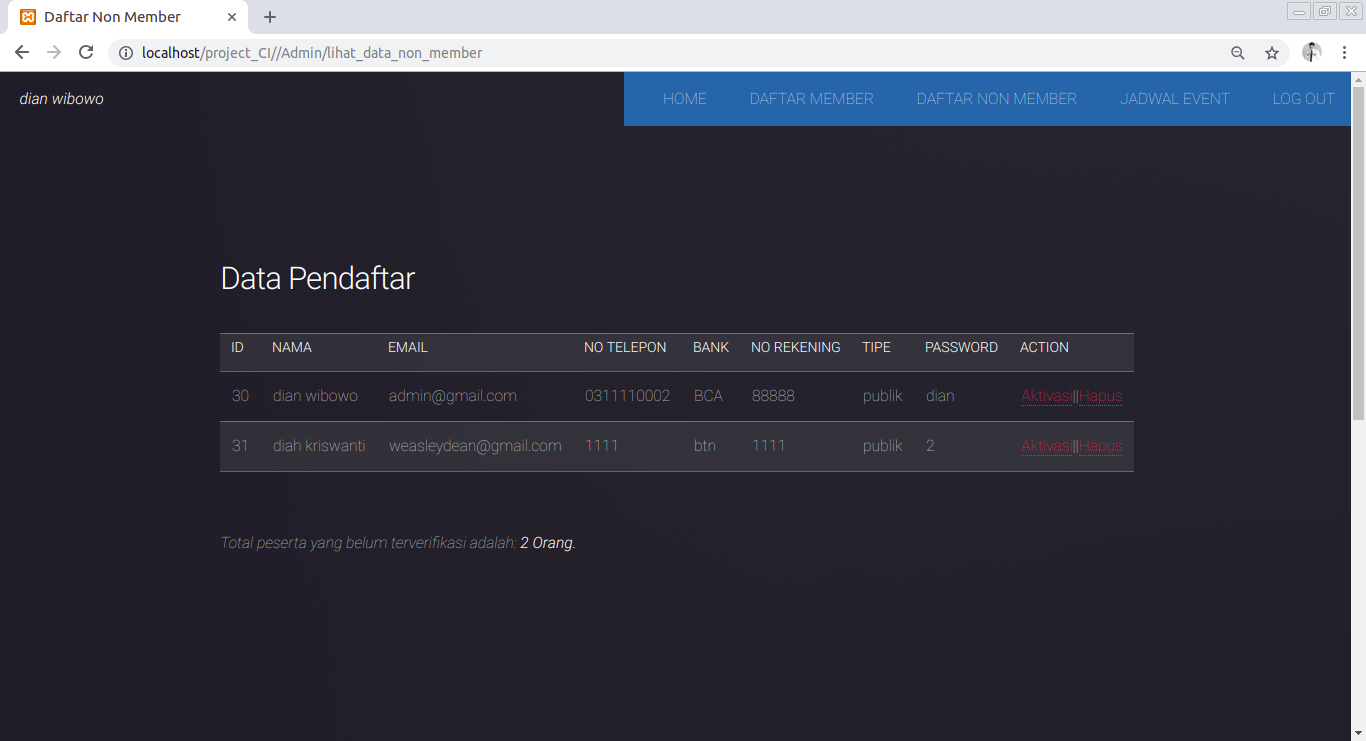 Daftar Non Member
localhost/project_CI//Admin/lihat_data_non_member
dian wibowo HOME DAFTAR MEMBER DAFTAR NON MEMBER JADWAL EVENT LOG OUT
Data Pendaftar
ID NAMA EMAIL NO TELEPON BANK NO REKENING TIPE PASSWORD ACTION
30 dian wibowo admin@gmail.com 0311110002 BCA 88888 publik dian Aktivasi||Hapus
31 diah kriswanti weasleydean@gmail.com 1111 btn 1111 publik 2 Aktivasi||Hapus
Total peserta yang belum terverifikasi adalah: 2 Orang.